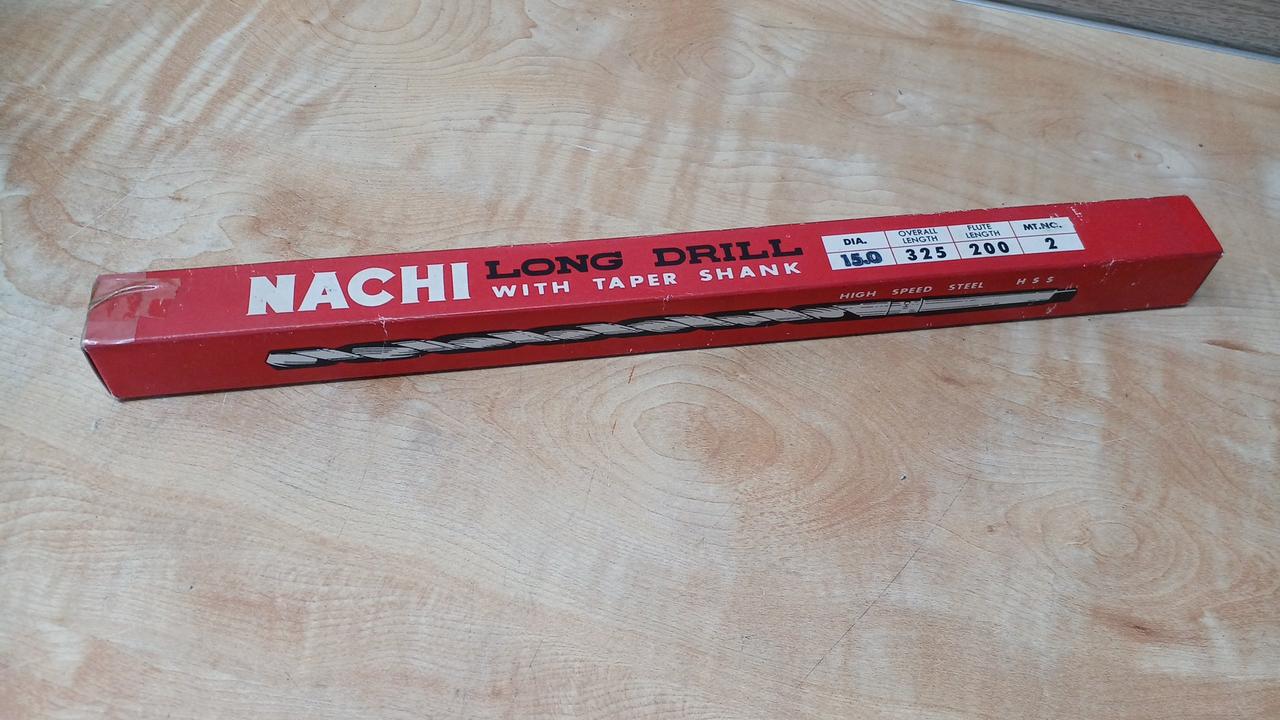 NACHI LONG DRILL
WITH TAPER SHANK
DIA. OVERALL LENGTH FLUTE LENGTH MT.NO.
15.0 325 200 2
HIGH SPEED STEEL HSS